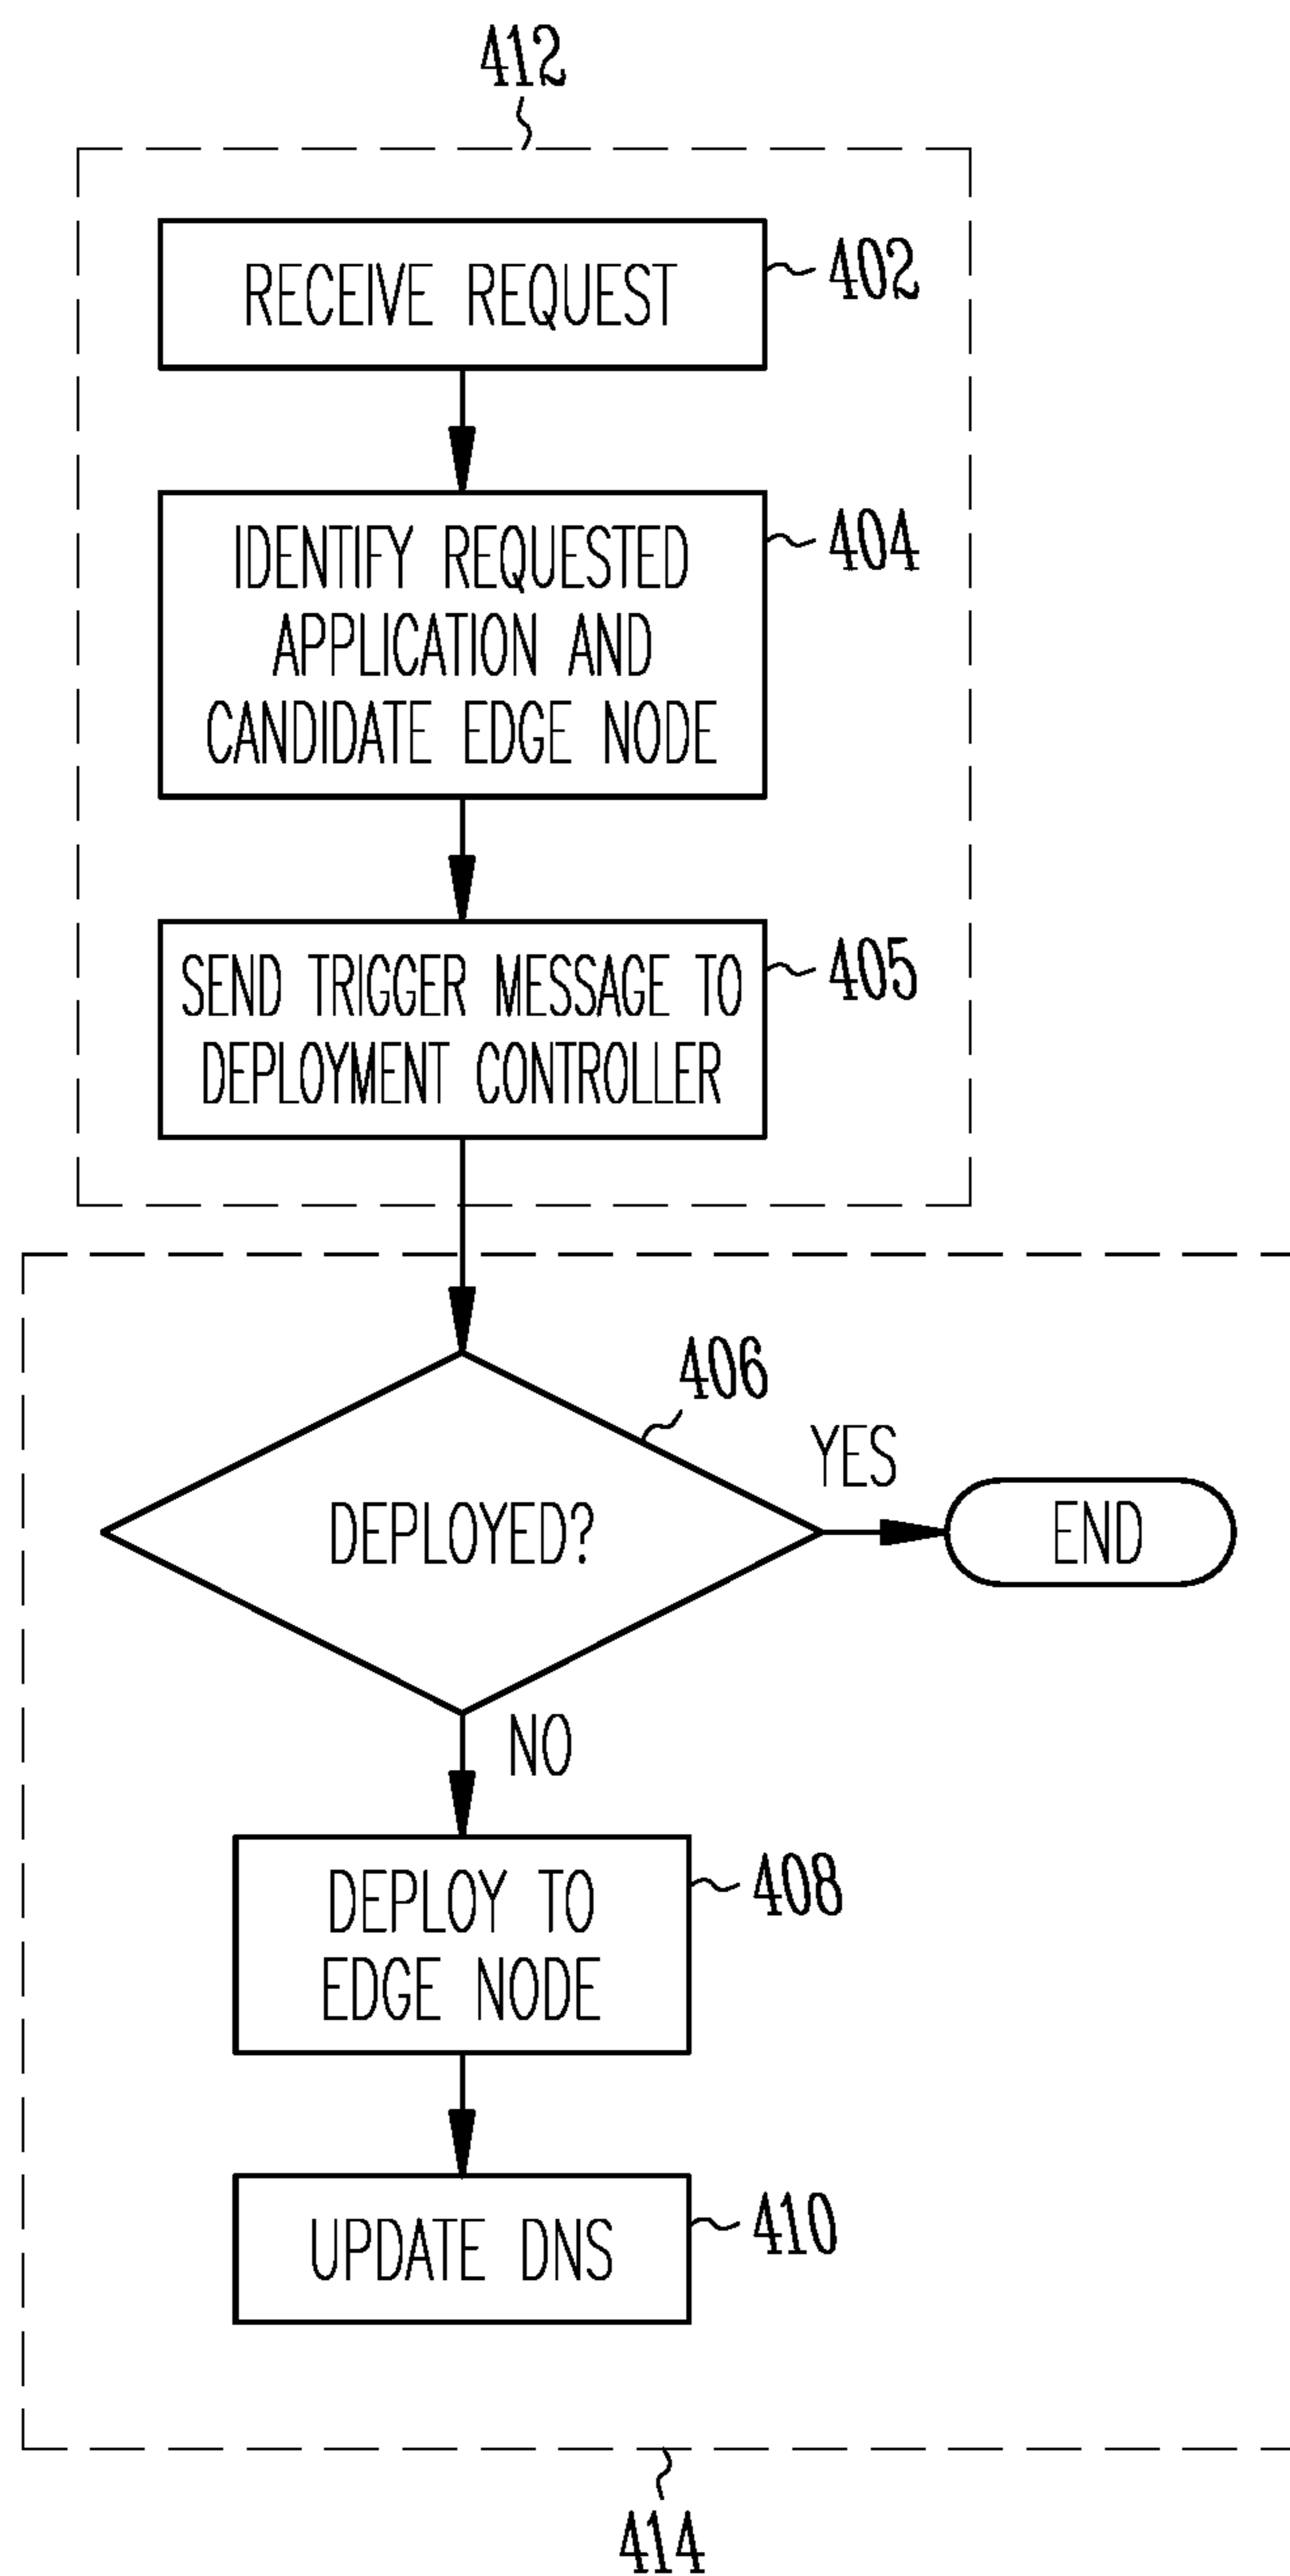 412
RECEIVE REQUEST
402
IDENTIFY REQUESTED
APPLICATION AND
CANDIDATE EDGE NODE
404
SEND TRIGGER MESSAGE TO
DEPLOYMENT CONTROLLER
405
406
DEPLOYED?
YES
END
NO
DEPLOY TO
EDGE NODE
408
UPDATE DNS
410
414